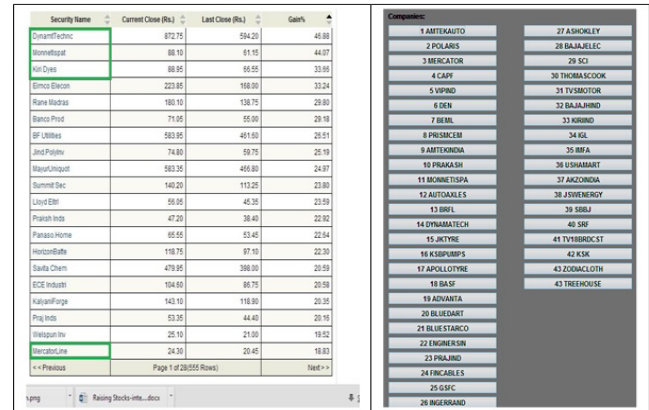 Security Name Current Close (Rs.) Last Close (Rs.) Gain%
DynamtTechnc 872.75 594.20 46.88
MonnetIspat 88.10 61.15 44.07
Kiri Dyes 88.95 66.55 33.66
Eimco Elecon 223.85 168.00 33.24
Rane Madras 180.10 138.75 29.80
Banco Prod 71.05 55.00 29.18
BF Utilities 583.95 461.60 26.51
Jind.PolyInv 74.80 59.75 25.19
MayurUniquot 583.35 466.80 24.97
Summit Sec 140.20 113.25 23.80
Lloyd Eltrl 56.05 45.35 23.59
Praksh Inds 47.20 38.40 22.92
Panaso.Home 65.55 53.45 22.64
HorizonBatte 118.75 97.10 22.30
Savita Chem 479.95 398.00 20.59
ECE Industri 104.60 86.75 20.58
KalyaniForge 143.10 118.90 20.35
Praj Inds 53.35 44.40 20.16
Welspun Inv 25.10 21.00 19.52
MercatorLine 24.30 20.45 18.83
<< Previous Page 1 of 28(555 Rows) Next >>
n.png Raising Stocks-inte....docx
Companies:
1 AMTEKAUTO
2 POLARIS
3 MERCATOR
4 CAPF
5 VIPIND
6 DEN
7 BEML
8 PRISMCEM
9 AMTEKINDIA
10 PRAKASH
11 MONNETISPA
12 AUTOAXLES
13 BRFL
14 DYNAMATECH
15 JKTYRE
16 KSBPUMPS
17 APOLLOTYRE
18 BASF
19 ADVANTA
20 BLUEDART
21 BLUESTARCO
22 ENGINERSIN
23 PRAJIND
24 FINCABLES
25 GSFC
26 INGERRAND
27 ASHOKLEY
28 BAJAJELEC
29 SCI
30 THOMASCOOK
31 TVSMOTOR
32 BAJAJHIND
33 KIRIIND
34 IGL
35 IMFA
36 USHAMART
37 AKZOINDIA
38 JSWENERGY
39 SBBJ
40 SRF
41 TV18BRDCST
42 KSK
43 ZODIACLOTH
43 TREEHOUSE